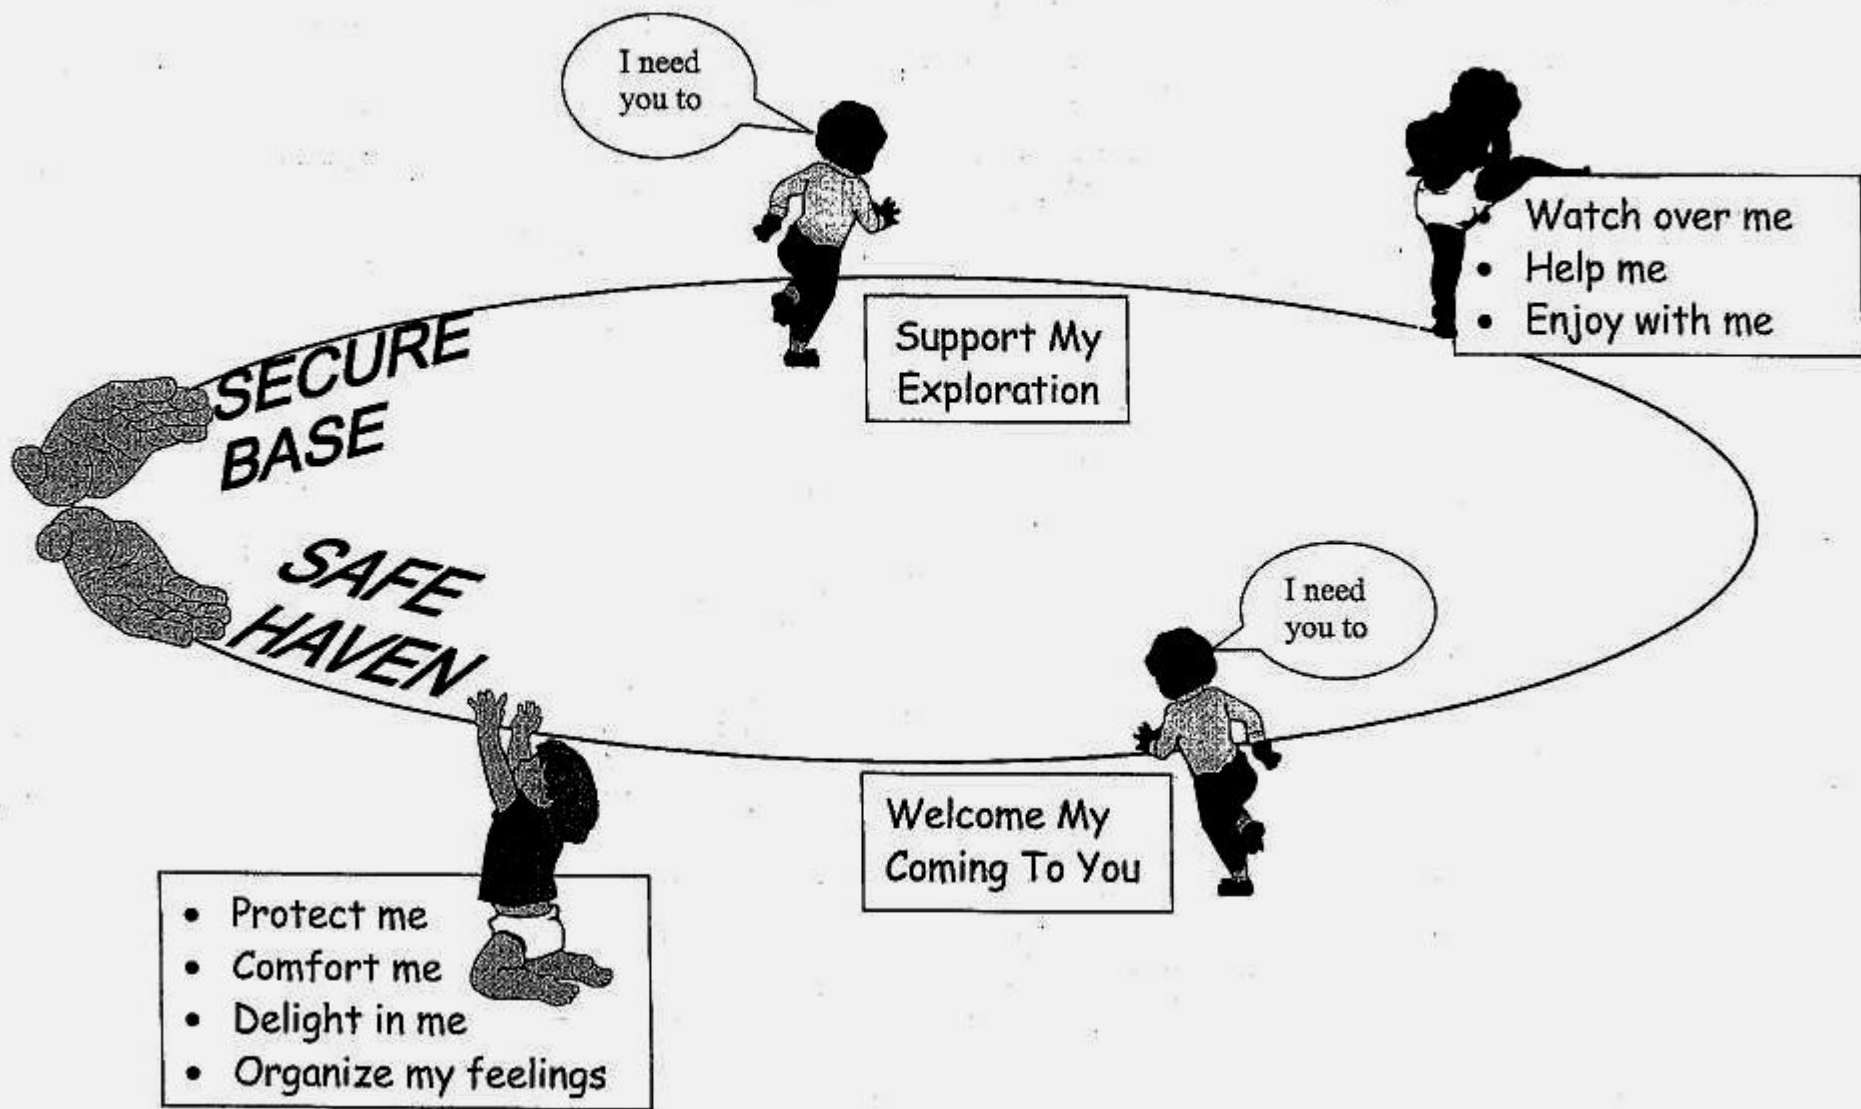 I need
you to
• Watch over me
• Help me
• Enjoy with me
Support My
Exploration
SECURE
BASE
SAFE
HAVEN
I need
you to
Welcome My
Coming To You
• Protect me
• Comfort me
• Delight in me
• Organize my feelings